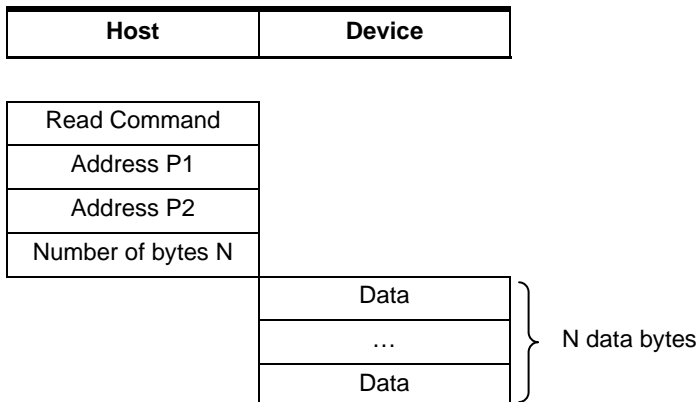 Host Device
Read Command
Address P1
Address P2
Number of bytes N
Data
… N data bytes
Data